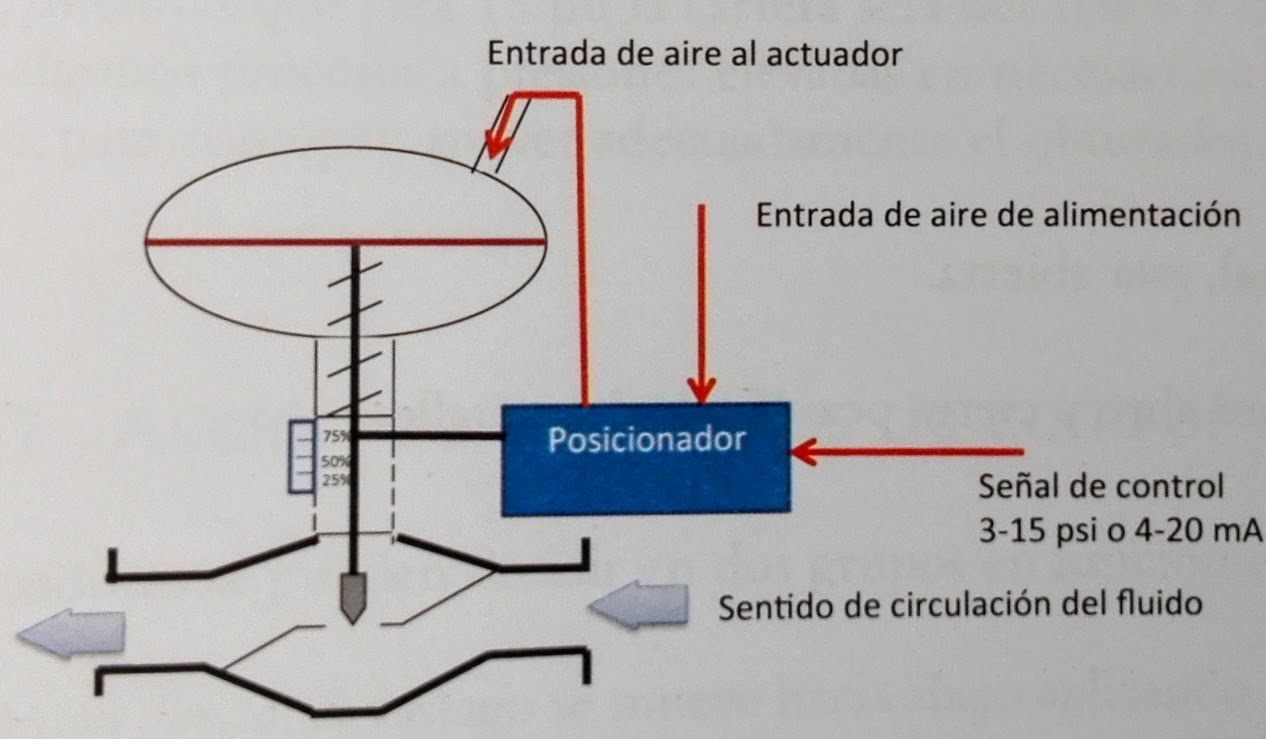 Entrada de aire al actuador
Entrada de aire de alimentación
75%
50%
25%
Posicionador
Señal de control
3-15 psi o 4-20 mA
Sentido de circulación del fluido